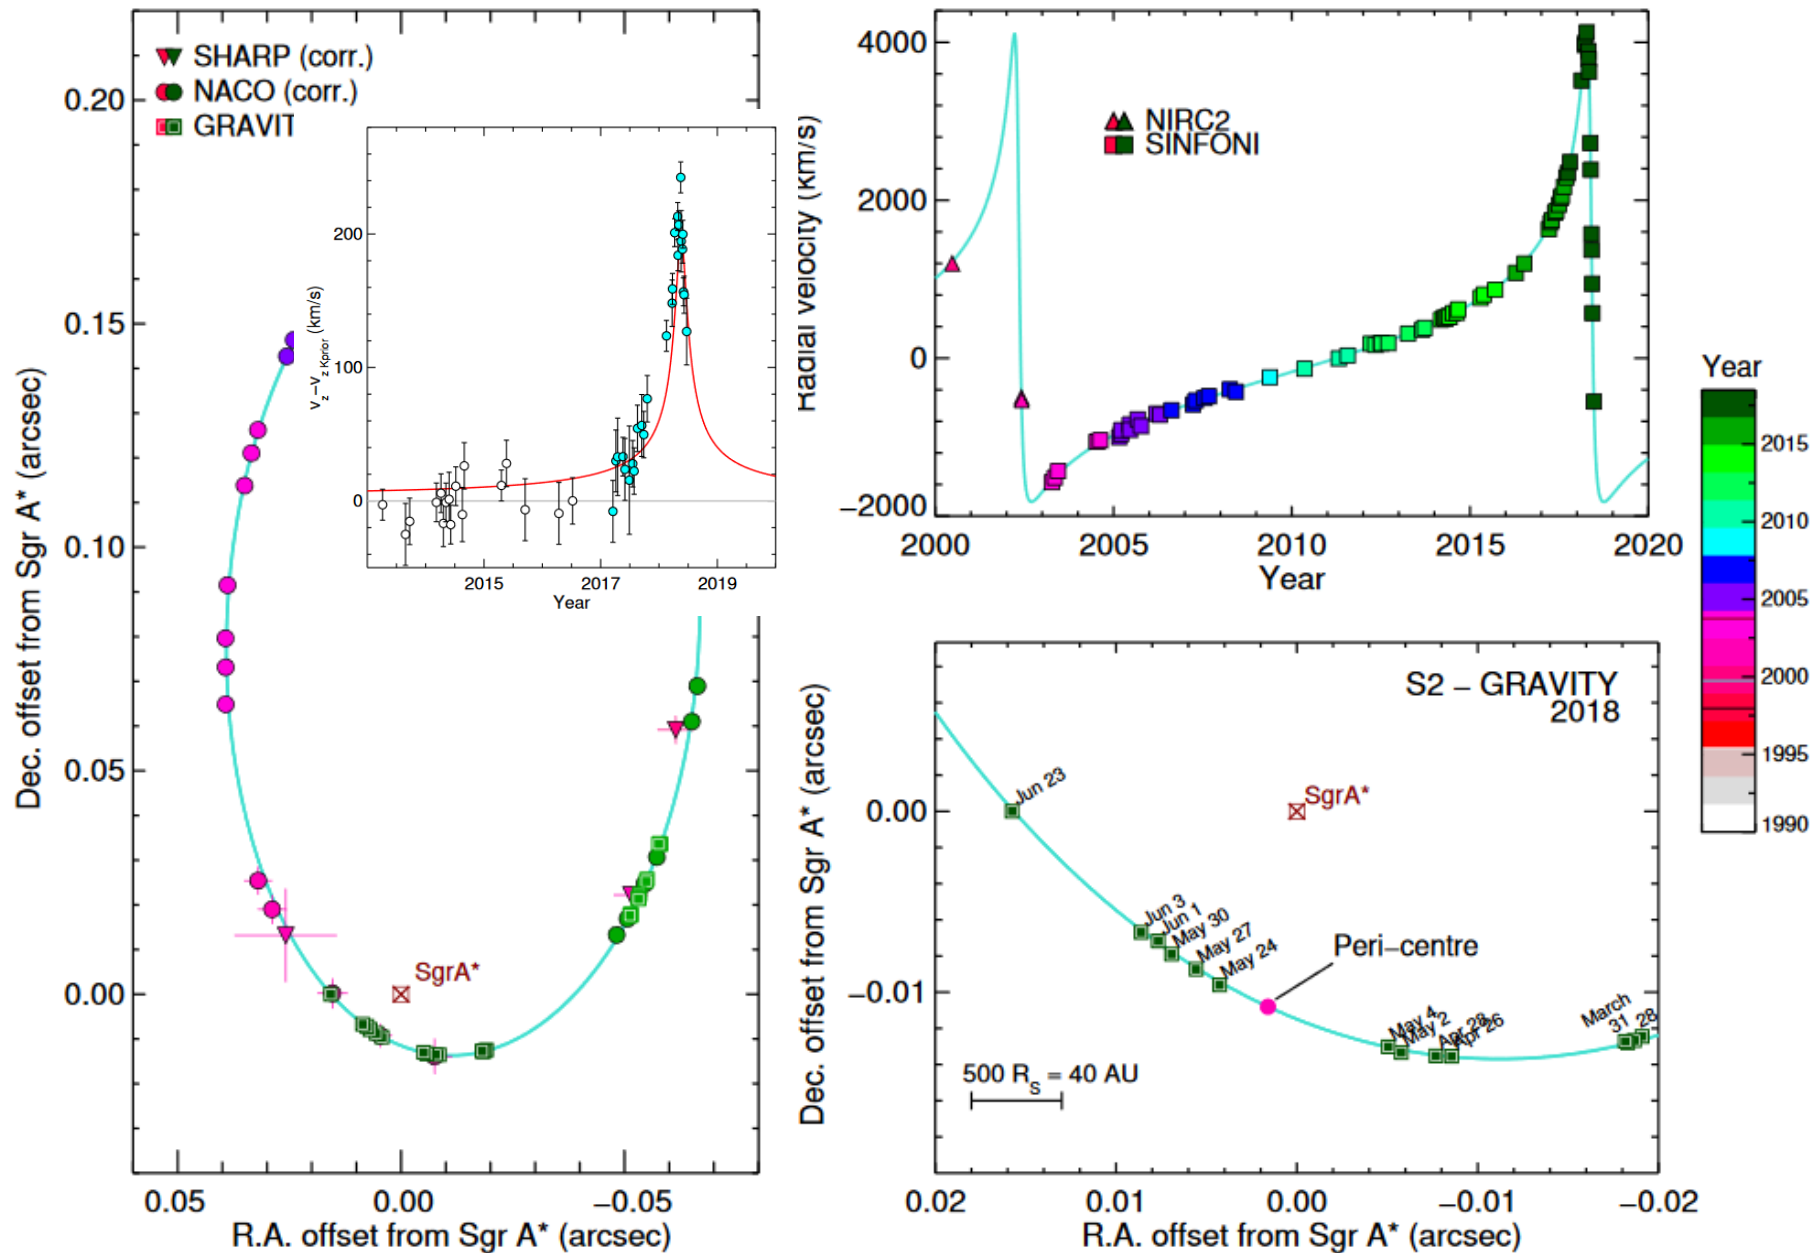 SHARP (corr.)
NACO (corr.)
GRAVIT
0.20
0.15
0.10
0.05
0.00
Dec. offset from Sgr A* (arcsec)
SgrA*
0.05
0.00
−0.05
R.A. offset from Sgr A* (arcsec)
200
100
0
v_z−v_z Kprior (km/s)
2015
2017
2019
Year
Radial velocity (km/s)
4000
2000
0
−2000
NIRC2
SINFONI
2000
2005
2010
2015
2020
Year
Year
2015
2010
2005
2000
1995
1990
S2 − GRAVITY
2018
Dec. offset from Sgr A* (arcsec)
0.00
−0.01
Jun 23
SgrA*
Jun 3
Jun 1
May 30
May 27
May 24
Peri−centre
May 4
May 2
Apr 28
Apr 26
March
31
28
500 R_S = 40 AU
0.02
0.01
0.00
−0.01
−0.02
R.A. offset from Sgr A* (arcsec)